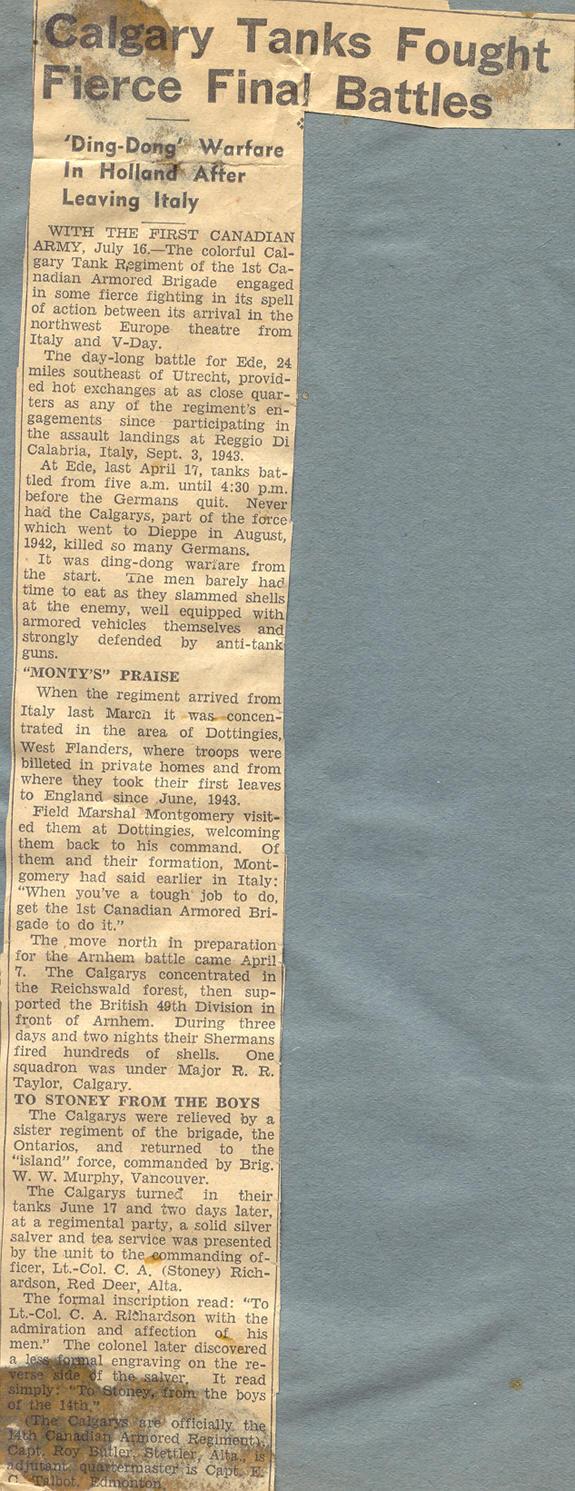 Calgary Tanks Fought
Fierce Final Battles
'Ding-Dong' Warfare
In Holland After
Leaving Italy
WITH THE FIRST CANADIAN
ARMY, July 16.—The colorful Cal-
gary Tank Regiment of the 1st Ca-
nadian Armored Brigade engaged
in some fierce fighting in its spell
of action between its arrival in the
northwest Europe theatre from
Italy and V-Day.
The day-long battle for Ede, 24
miles southeast of Utrecht, provid-
ed hot exchanges at as close quar-
ters as any of the regiment's en-
gagements since participating in
the assault landings at Reggio Di
Calabria, Italy, Sept. 3, 1943.
At Ede, last April 17, tanks bat-
tled from five a.m. until 4:30 p.m.
before the Germans quit. Never
had the Calgarys, part of the force
which went to Dieppe in August,
1942, killed so many Germans.
It was ding-dong warfare from
the start. The men barely had
time to eat as they slammed shells
at the enemy, well equipped with
armored vehicles themselves and
strongly defended by anti-tank
guns.
"MONTY'S" PRAISE
When the regiment arrived from
Italy last March it was concen-
trated in the area of Dottingies,
West Flanders, where troops were
billeted in private homes and from
where they took their first leaves
to England since June, 1943.
Field Marshal Montgomery visit-
ed them at Dottingies, welcoming
them back to his command. Of
them and their formation, Mont-
gomery had said earlier in Italy:
"When you've a tough job to do,
get the 1st Canadian Armored Bri-
gade to do it."
The move north in preparation
for the Arnhem battle came April
7. The Calgarys concentrated in
the Reichswald forest, then sup-
ported the British 49th Division in
front of Arnhem. During three
days and two nights their Shermans
fired hundreds of shells. One
squadron was under Major R. R.
Taylor, Calgary.
TO STONEY FROM THE BOYS
The Calgarys were relieved by a
sister regiment of the brigade, the
Ontarios, and returned to the
"island" force, commanded by Brig.
W. W. Murphy, Vancouver.
The Calgarys turned in their
tanks June 17 and two days later,
at a regimental party, a solid silver
salver and tea service was presented
by the unit to the commanding of-
ficer, Lt.-Col. C. A. (Stoney) Rich-
ardson, Red Deer, Alta.
The formal inscription read: "To
Lt.-Col. C. A. Richardson with the
admiration and affection of his
men." The colonel later discovered
a less formal engraving on the re-
verse side of the salver. It read
simply: "To Stoney, from the boys
of the 14th."
(The Calgarys are officially the
14th Canadian Armored Regiment).
Capt. Roy Butler, Stettler, Alta., is
adjutant, quartermaster is Capt. E.
C. Talbot, Edmonton.